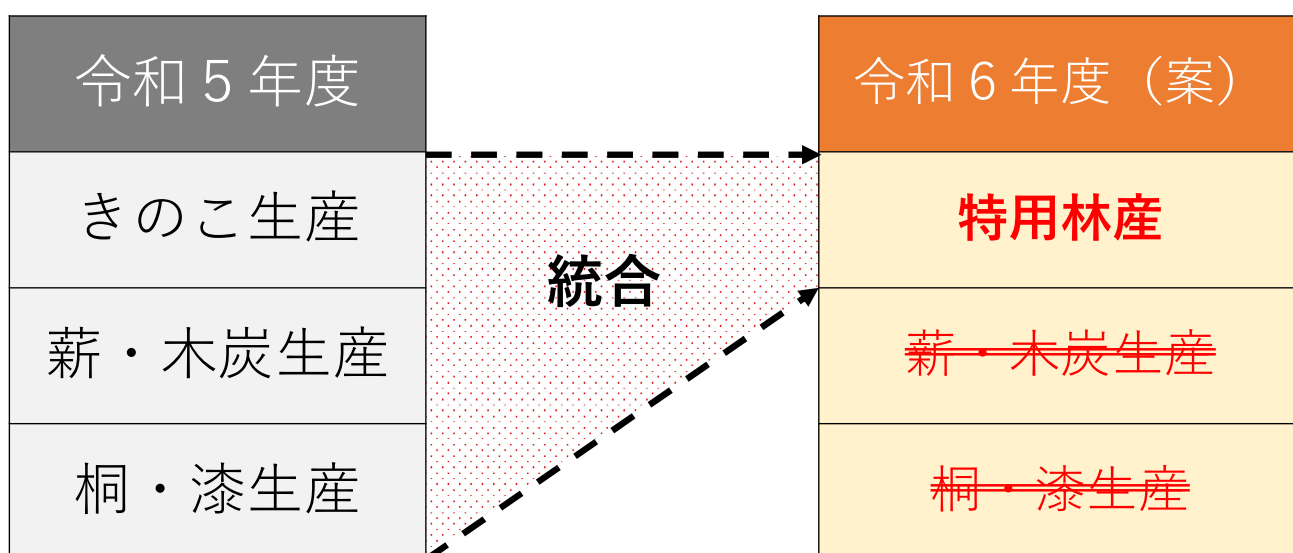 令和５年度
令和６年度（案）
きのこ生産
特用林産
統合
薪・木炭生産
薪・木炭生産
桐・漆生産
桐・漆生産